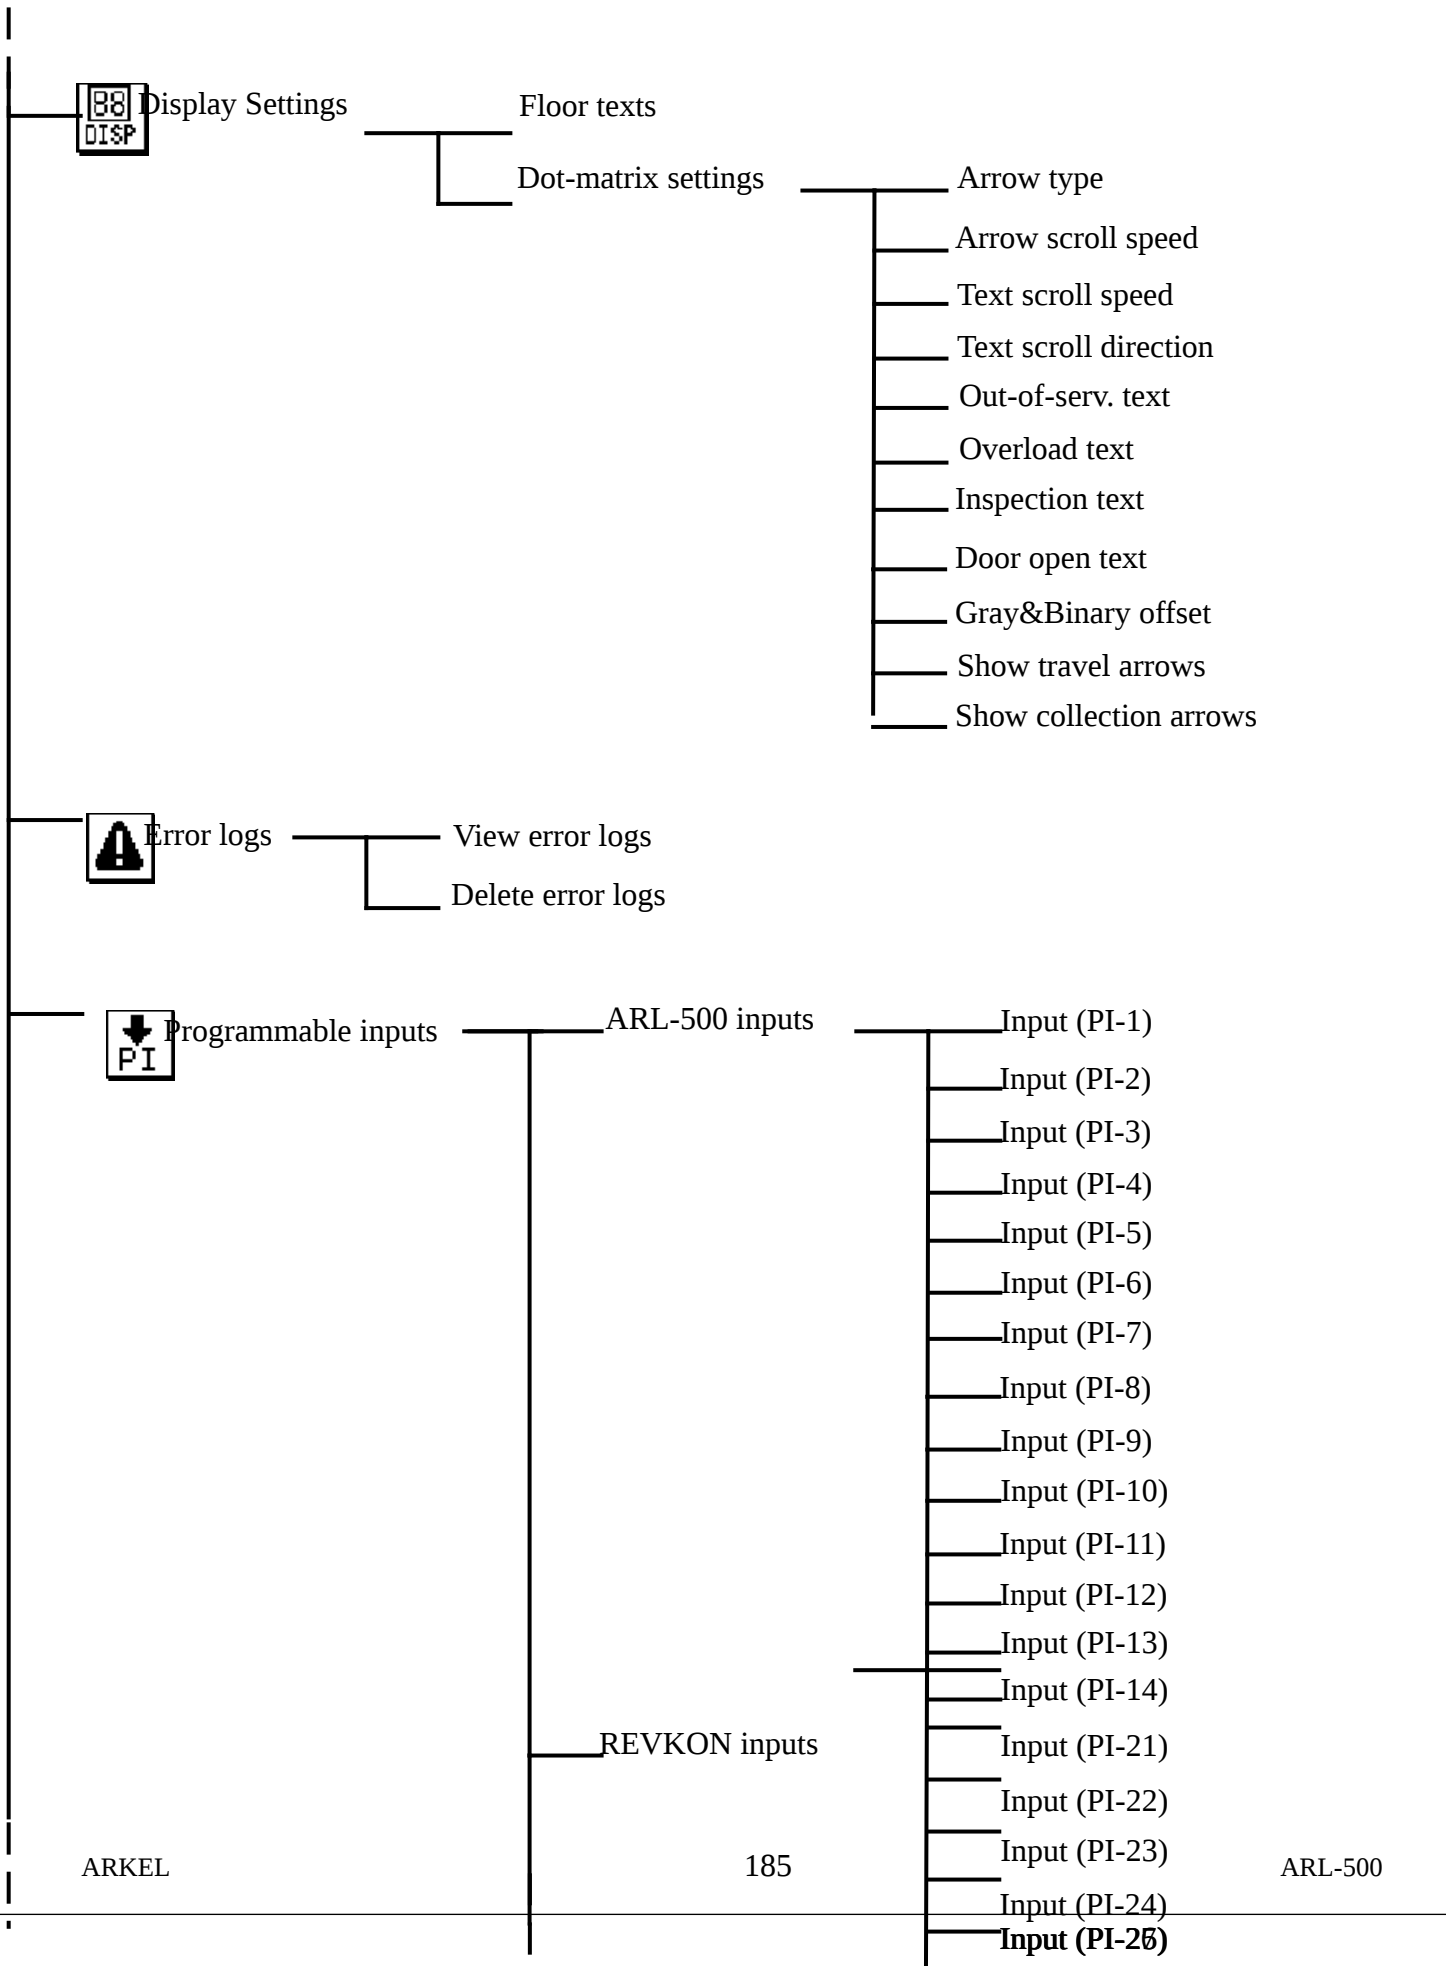 88
DISP
Display Settings
Floor texts
Dot-matrix settings
Arrow type
Arrow scroll speed
Text scroll speed
Text scroll direction
Out-of-serv. text
Overload text
Inspection text
Door open text
Gray&Binary offset
Show travel arrows
Show collection arrows
Error logs
View error logs
Delete error logs
PI
Programmable inputs
ARL-500 inputs
Input (PI-1)
Input (PI-2)
Input (PI-3)
Input (PI-4)
Input (PI-5)
Input (PI-6)
Input (PI-7)
Input (PI-8)
Input (PI-9)
Input (PI-10)
Input (PI-11)
Input (PI-12)
Input (PI-13)
Input (PI-14)
REVKON inputs
Input (PI-21)
Input (PI-22)
Input (PI-23)
Input (PI-24)
Input
ARKEL
185
ARL-500